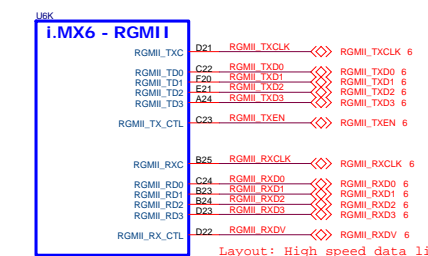 U6K
i.MX6 - RGMII
RGMII_TXC D21 RGMII_TXCLK RGMII_TXCLK 6
RGMII_TD0 C22 RGMII_TXD0 RGMII_TXD0 6
RGMII_TD1 F20 RGMII_TXD1 RGMII_TXD1 6
RGMII_TD2 E21 RGMII_TXD2 RGMII_TXD2 6
RGMII_TD3 A24 RGMII_TXD3 RGMII_TXD3 6
RGMII_TX_CTL C23 RGMII_TXEN RGMII_TXEN 6
RGMII_RXC B25 RGMII_RXCLK RGMII_RXCLK 6
RGMII_RD0 C24 RGMII_RXD0 RGMII_RXD0 6
RGMII_RD1 B23 RGMII_RXD1 RGMII_RXD1 6
RGMII_RD2 B24 RGMII_RXD2 RGMII_RXD2 6
RGMII_RD3 D23 RGMII_RXD3 RGMII_RXD3 6
RGMII_RX_CTL D22 RGMII_RXDV RGMII_RXDV 6
Layout: High speed data li